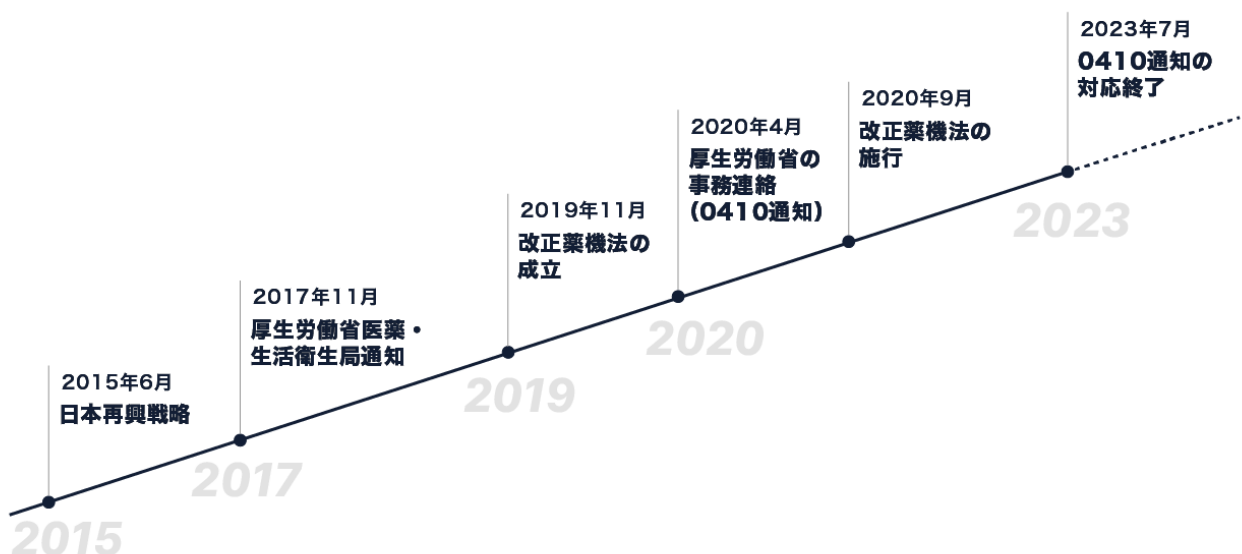 2015年6月
日本再興戦略
2015
2017年11月
厚生労働省医薬・
生活衛生局通知
2017
2019年11月
改正薬機法の
成立
2019
2020年4月
厚生労働省の
事務連絡
（0410通知）
2020
2020年9月
改正薬機法の
施行
2023年7月
0410通知の
対応終了
2023